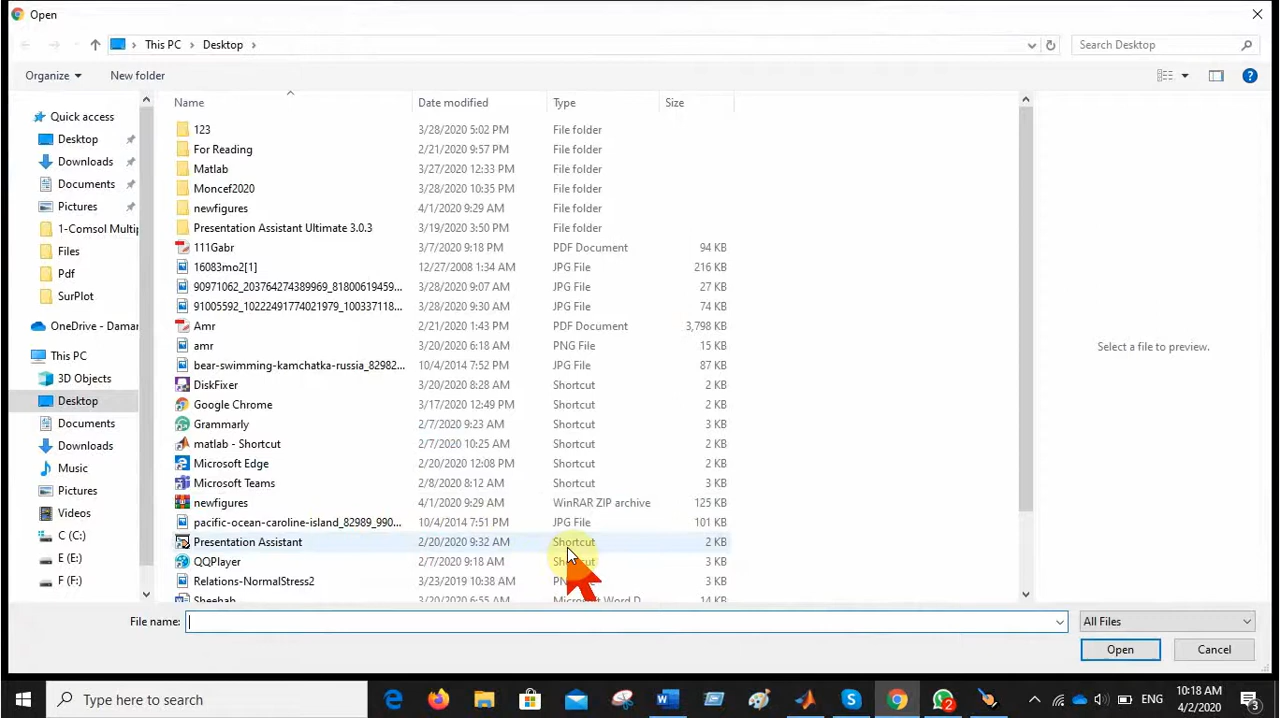 Open
This PC Desktop
Search Desktop
Organize New folder
Name Date modified Type Size
Quick access
Desktop
Downloads
Documents
Pictures
1-Comsol Multip
Files
Pdf
SurPlot
OneDrive - Damar
This PC
3D Objects
Desktop
Documents
Downloads
Music
Pictures
Videos
C (C:)
E (E:)
F (F:)
123 3/28/2020 5:02 PM File folder
For Reading 2/21/2020 9:57 PM File folder
Matlab 3/27/2020 12:33 PM File folder
Moncef2020 3/28/2020 10:35 PM File folder
newfigures 4/1/2020 9:29 AM File folder
Presentation Assistant Ultimate 3.0.3 3/19/2020 3:50 PM File folder
111Gabr 3/7/2020 9:18 PM PDF Document 94 KB
16083mo2[1] 12/27/2008 1:34 AM JPG File 216 KB
90971062_203764274389969_81800619459... 3/28/2020 9:07 AM JPG File 27 KB
91005592_10222491774021979_100337118... 3/28/2020 9:30 AM JPG File 74 KB
Amr 2/21/2020 1:43 PM PDF Document 3,798 KB
amr 3/20/2020 6:18 AM PNG File 15 KB
bear-swimming-kamchatka-russia_82982... 10/4/2014 7:52 PM JPG File 87 KB
DiskFixer 3/20/2020 8:28 AM Shortcut 2 KB
Google Chrome 3/17/2020 12:49 PM Shortcut 2 KB
Grammarly 2/7/2020 9:23 AM Shortcut 2 KB
matlab - Shortcut 2/7/2020 10:25 AM Shortcut 2 KB
Microsoft Edge 2/20/2020 12:08 PM Shortcut 2 KB
Microsoft Teams 2/8/2020 8:12 AM Shortcut 3 KB
newfigures 4/1/2020 9:29 AM WinRAR ZIP archive 125 KB
pacific-ocean-caroline-island_82989_990... 10/4/2014 7:51 PM JPG File 101 KB
Presentation Assistant 2/20/2020 9:32 AM Shortcut 2 KB
QQPlayer 2/7/2020 9:18 AM Shortcut 3 KB
Relations-NormalStress2 3/23/2019 10:38 AM 3 KB
Sheehab 3/20/2020 6:55 AM Microsoft Word D... 14 KB
Select a file to preview.
File name: All Files
Open Cancel
Type here to search
2
ENG
10:18 AM
4/2/2020
3